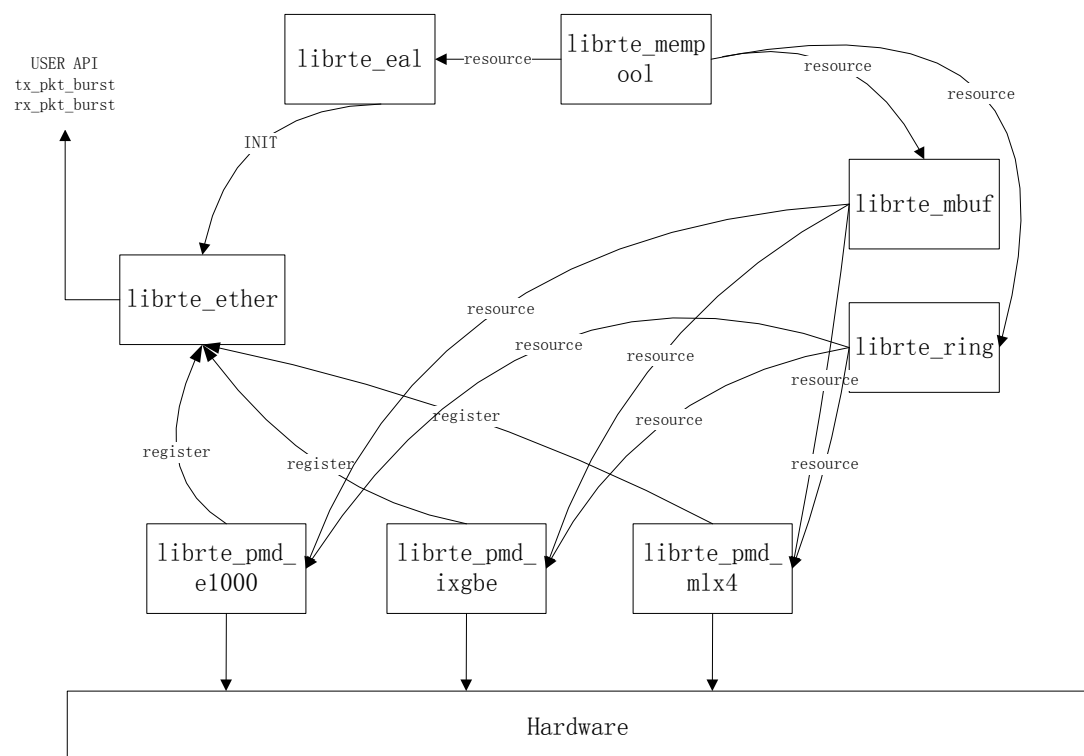 librte_eal
resource
librte_memp
ool
USER API
tx_pkt_burst
rx_pkt_burst
resource
resource
INIT
librte_mbuf
librte_ether
resource
resource
resource
librte_ring
resource
register
resource
register
register
resource
librte_pmd_
e1000
librte_pmd_
ixgbe
librte_pmd_
mlx4
Hardware